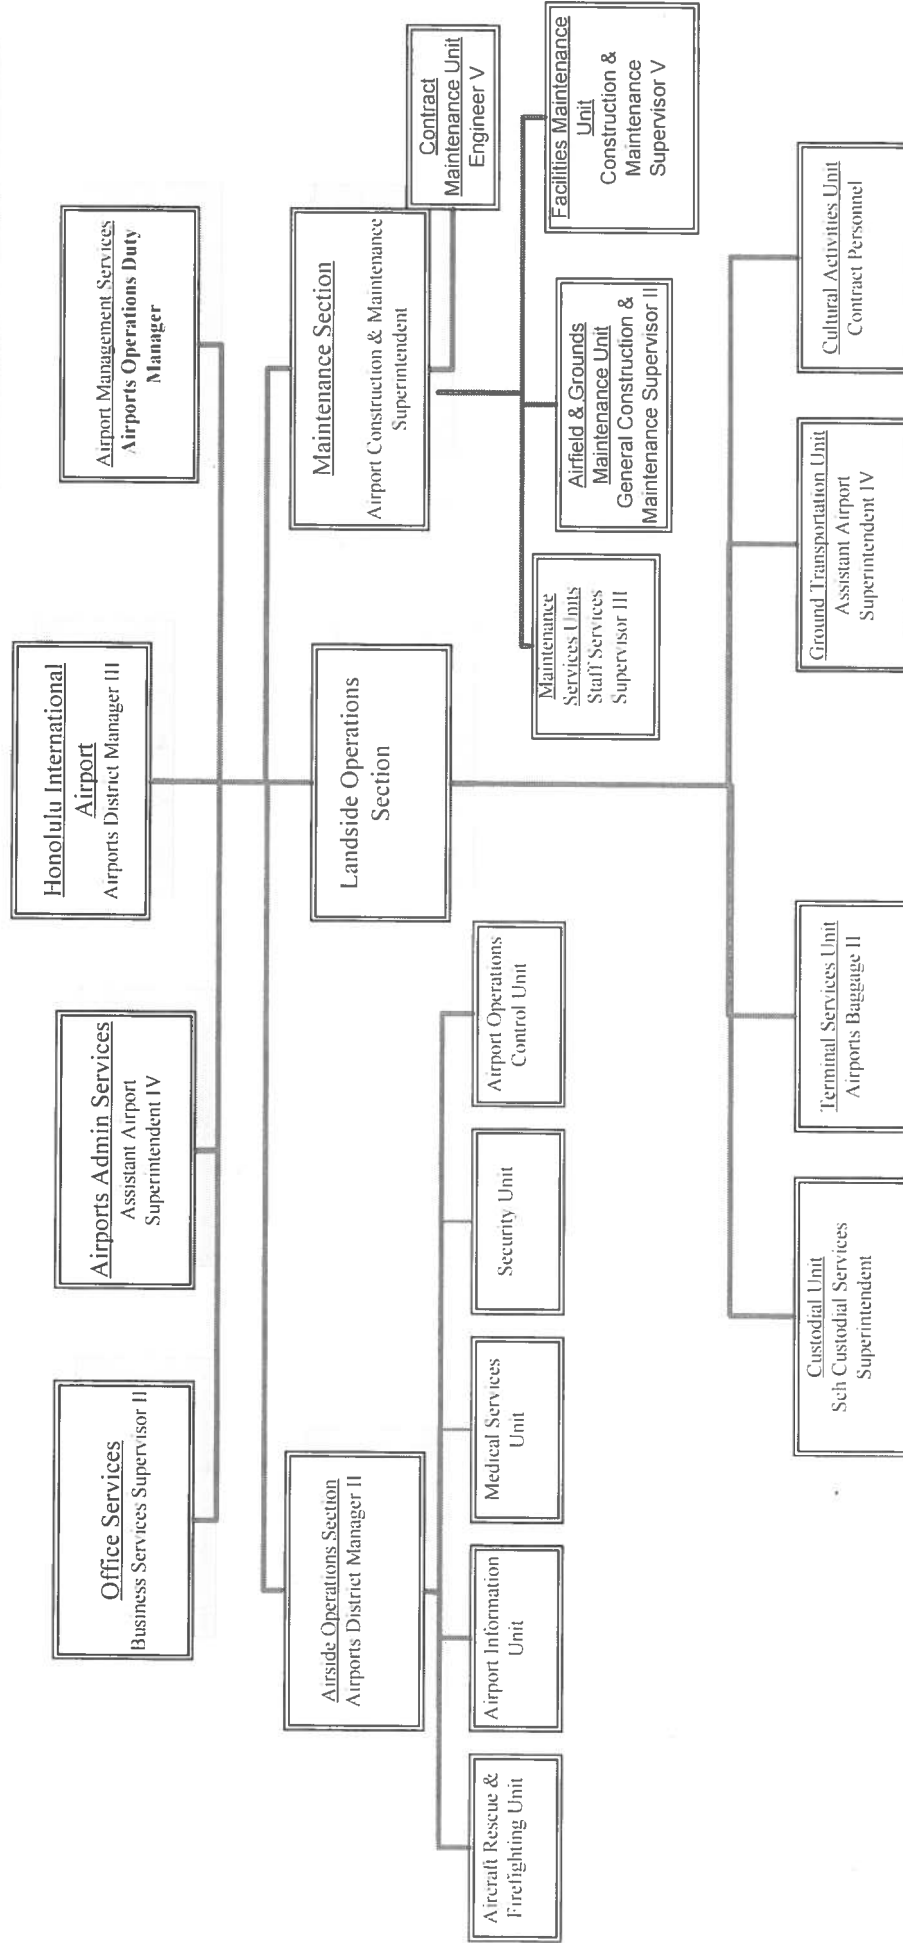 Honolulu International
Airport
Airports District Manager III
Office Services
Business Services Supervisor II
Airports Admin Services
Assistant Airport
Superintendent IV
Airport Management Services
Airports Operations Duty
Manager
Airside Operations Section
Airports District Manager II
Landside Operations
Section
Maintenance Section
Airport Construction & Maintenance
Superintendent
Contract
Maintenance Unit
Engineer V
Aircraft Rescue &
Firefighting Unit
Airport Information
Unit
Medical Services
Unit
Security Unit
Airport Operations
Control Unit
Maintenance
Services Units
Staff Services
Supervisor III
Airfield & Grounds
Maintenance Unit
General Construction &
Maintenance Supervisor II
Facilities Maintenance
Unit
Construction &
Maintenance
Supervisor V
Custodial Unit
Sch Custodial Services
Superintendent
Terminal Services Unit
Airports Baggage II
Ground Transportation Unit
Assistant Airport
Superintendent IV
Cultural Activities Unit
Contract Personnel